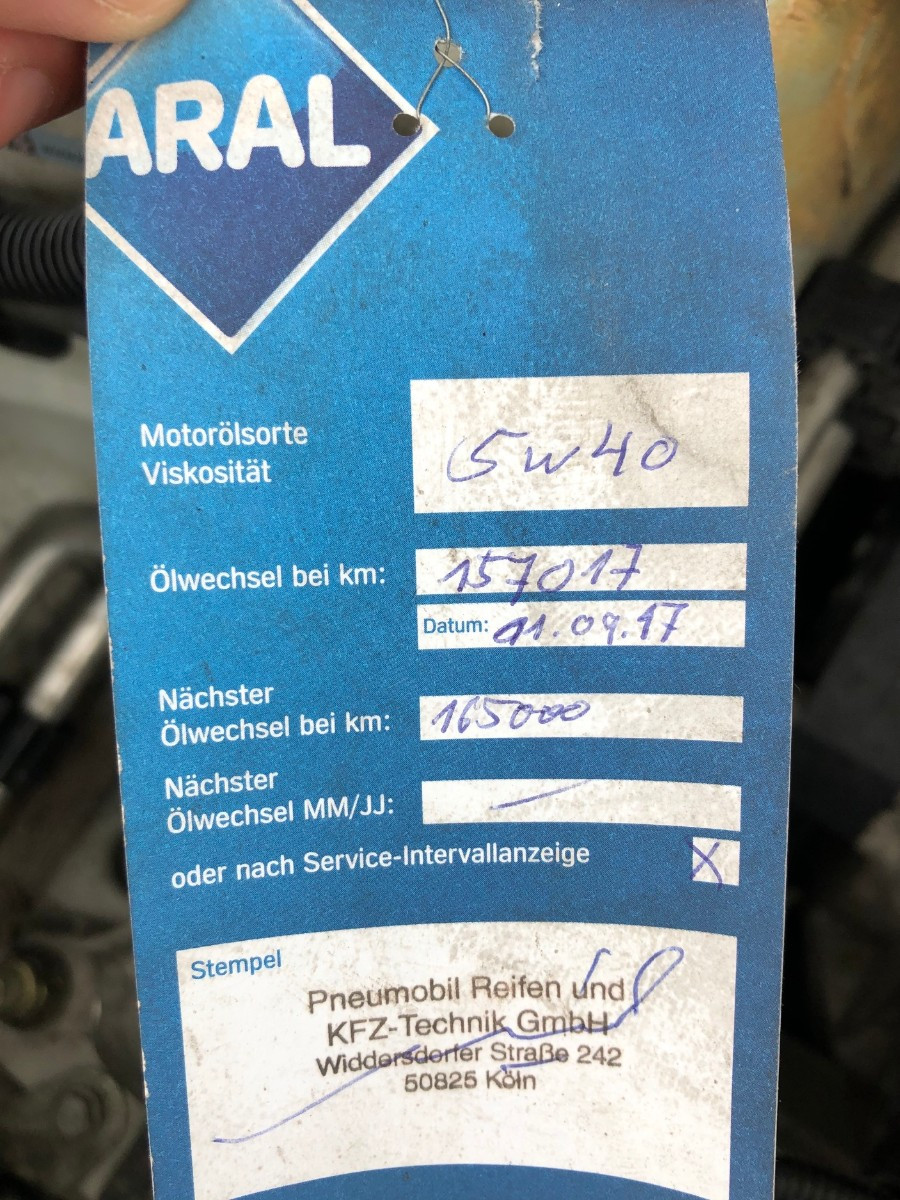 ARAL
Motorölsorte
Viskosität
5w40
Ölwechsel bei km:
157017
Datum: 11.09.17
Nächster
Ölwechsel bei km:
165000
Nächster
Ölwechsel MM/JJ:
oder nach Service-Intervallanzeige X
Stempel
Pneumobil Reifen und
KFZ-Technik GmbH
Widdersdorfer Straße 242
50825 Köln